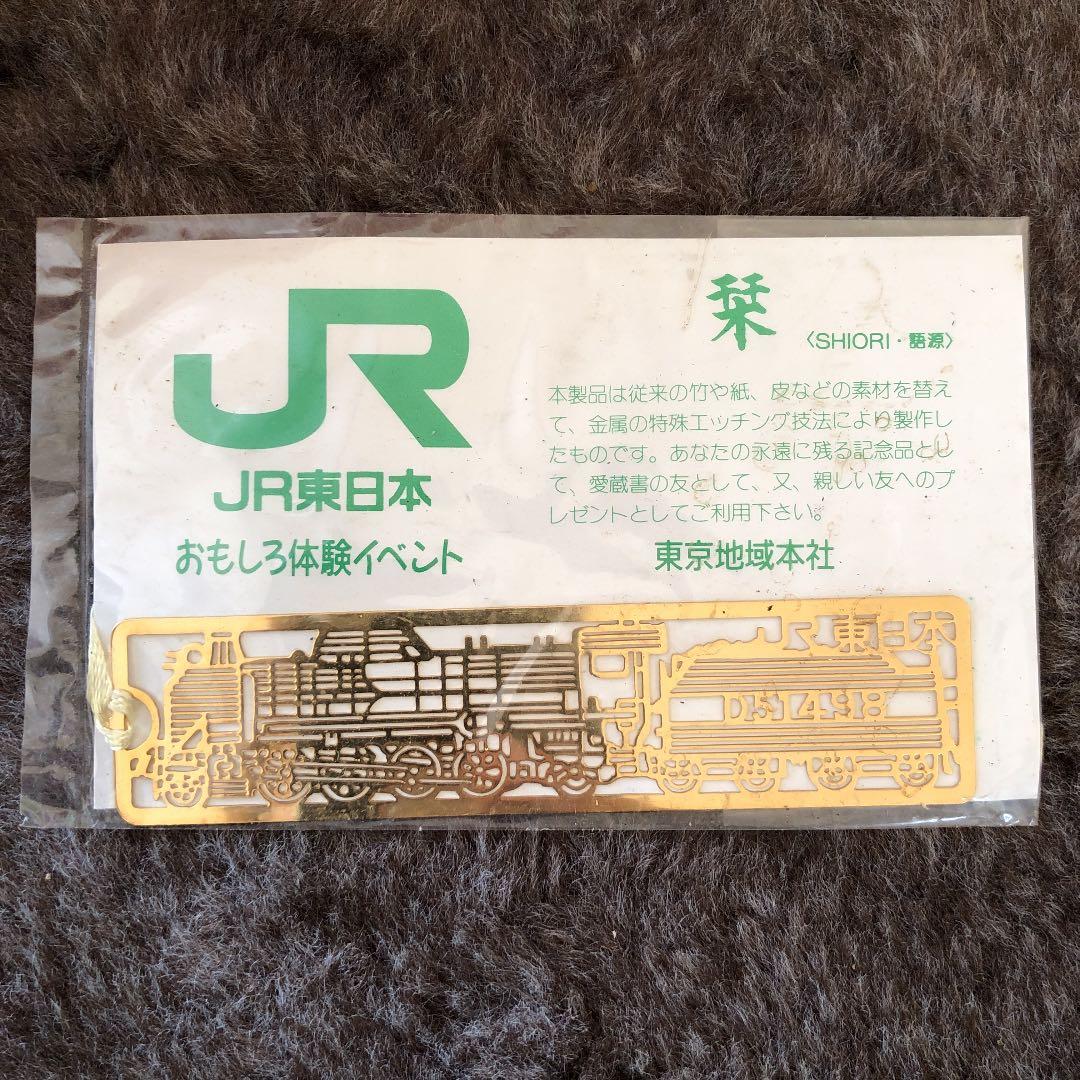 JR
JR東日本
おもしろ体験イベント
栞
〈SHIORI・語源〉
本製品は従来の竹や紙、皮などの素材を替え
て、金属の特殊エッチング技法により製作し
たものです。あなたの永遠に残る記念品とし
て、愛蔵書の友として、又、親しい友へのプ
レゼントとしてご利用下さい。
東京地域本社
JR東日本
D51498